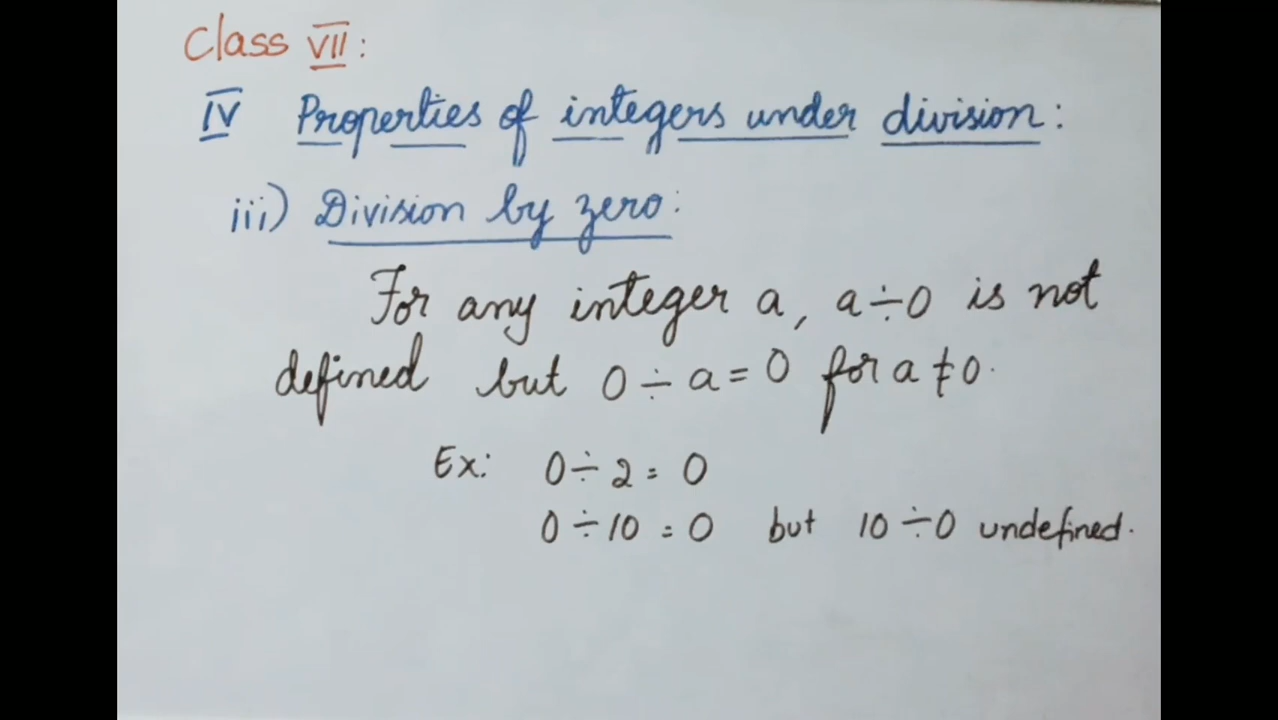 Class VII:
IV Properties of integers under division:
iii) Division by zero:
For any integer a, a÷0 is not
defined but 0÷a=0 for a≠0.
Ex: 0÷2=0
0÷10=0 but 10÷0 undefined.